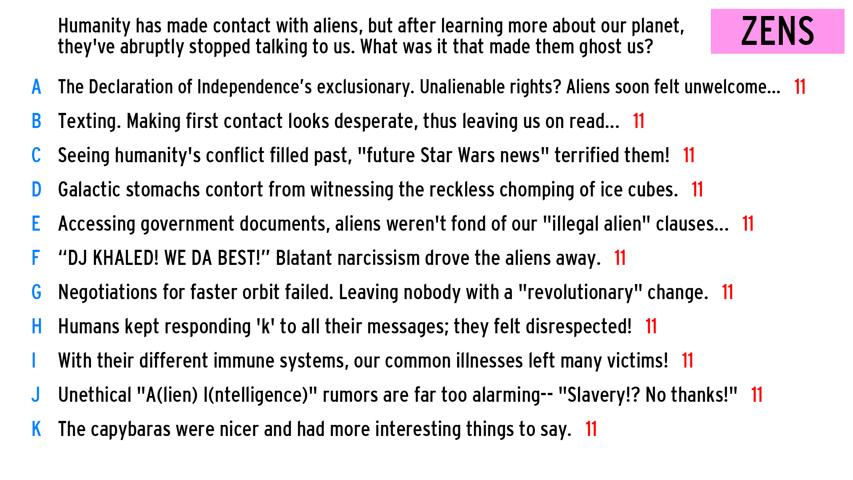 Humanity has made contact with aliens, but after learning more about our planet,
they've abruptly stopped talking to us. What was it that made them ghost us?
ZENS
A The Declaration of Independence's exclusionary. Unalienable rights? Aliens soon felt unwelcome... 11
B Texting. Making first contact looks desperate, thus leaving us on read... 11
C Seeing humanity's conflict filled past, "future Star Wars news" terrified them! 11
D Galactic stomachs contort from witnessing the reckless chomping of ice cubes. 11
E Accessing government documents, aliens weren't fond of our "illegal alien" clauses... 11
F “DJ KHALED! WE DA BEST!” Blatant narcissism drove the aliens away. 11
G Negotiations for faster orbit failed. Leaving nobody with a "revolutionary" change. 11
H Humans kept responding 'k' to all their messages; they felt disrespected! 11
I With their different immune systems, our common illnesses left many victims! 11
J Unethical "A(lien) I(ntelligence)" rumors are far too alarming-- "Slavery!? No thanks!" 11
K The capybaras were nicer and had more interesting things to say. 11